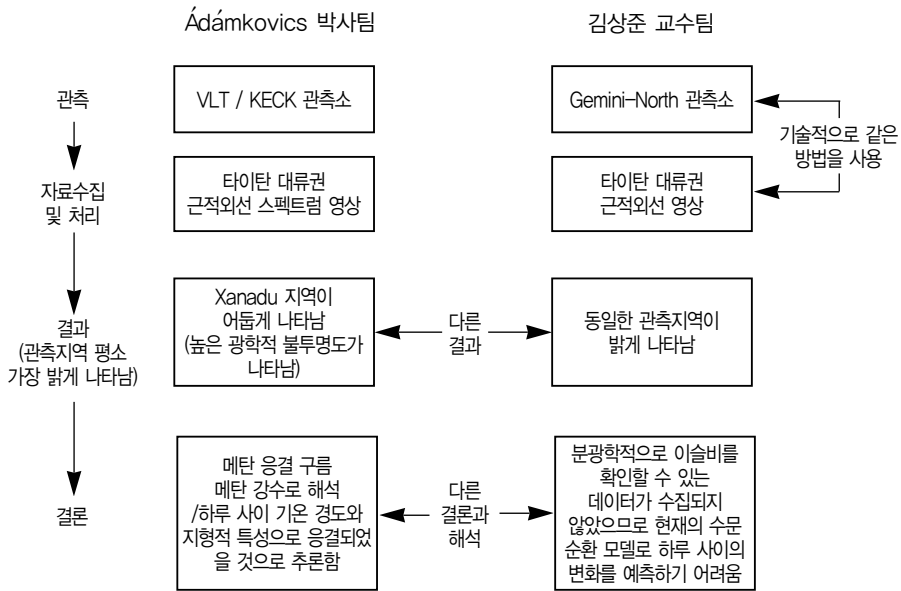 Ádámkovics 박사팀
김상준 교수팀
관측
VLT / KECK 관측소
Gemini-North 관측소
기술적으로 같은
방법을 사용
자료수집
및 처리
타이탄 대류권
근적외선 스펙트럼 영상
타이탄 대류권
근적외선 영상
결과
(관측지역 평소
가장 밝게 나타남)
Xanadu 지역이
어둡게 나타남
(높은 광학적 불투명도가
나타남)
다른
결과
동일한 관측지역이
밝게 나타남
결론
메탄 응결 구름
메탄 강수로 해석
/하루 사이 기온 경도와
지형적 특성으로 응결되었
을 것으로 추론함
다른
결론과
해석
분광학적으로 이슬비를
확인할 수 있는
데이터가 수집되지
않았으므로 현재의 수문
순환 모델로 하루 사이의
변화를 예측하기 어려움